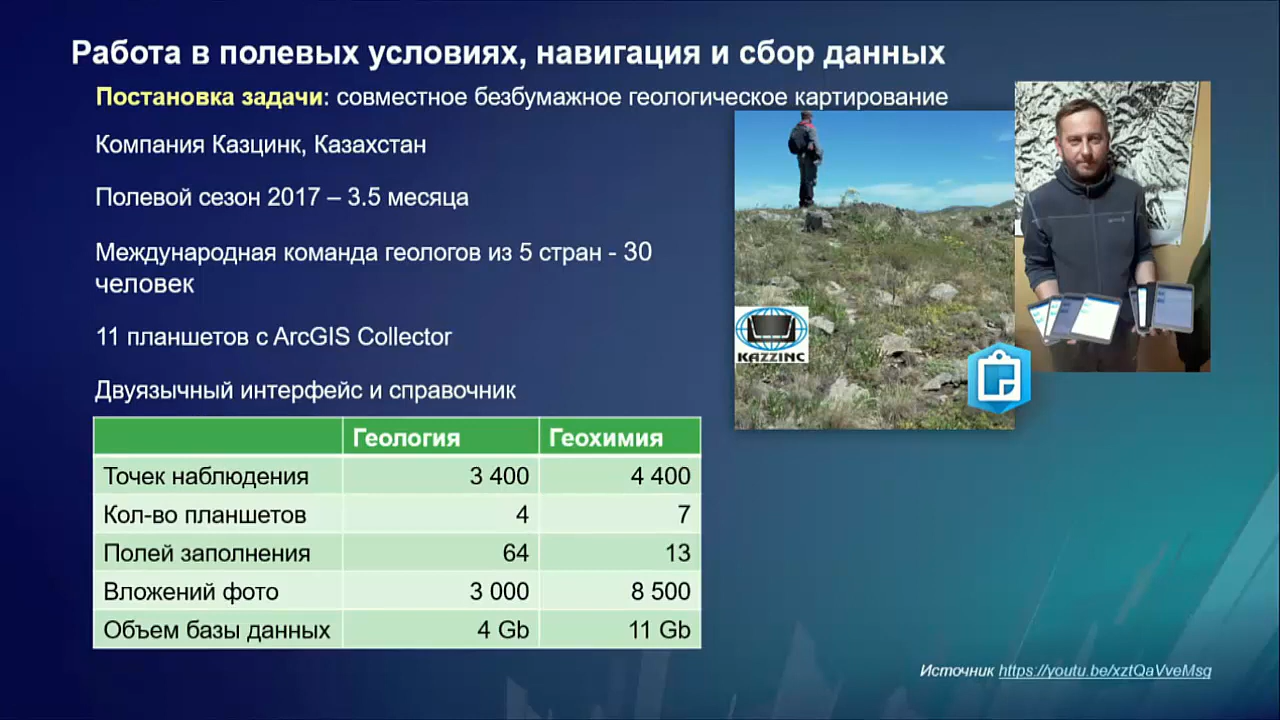 Работа в полевых условиях, навигация и сбор данных
Постановка задачи: совместное безбумажное геологическое картирование
Компания Казцинк, Казахстан
Полевой сезон 2017 – 3.5 месяца
Международная команда геологов из 5 стран - 30
человек
11 планшетов с ArcGIS Collector
Двуязычный интерфейс и справочник
KAZZINC
Геология Геохимия
Точек наблюдения 3 400 4 400
Кол-во планшетов 4 7
Полей заполнения 64 13
Вложений фото 3 000 8 500
Объем базы данных 4 Gb 11 Gb
Источник https://youtu.be/xztQaVveMsg